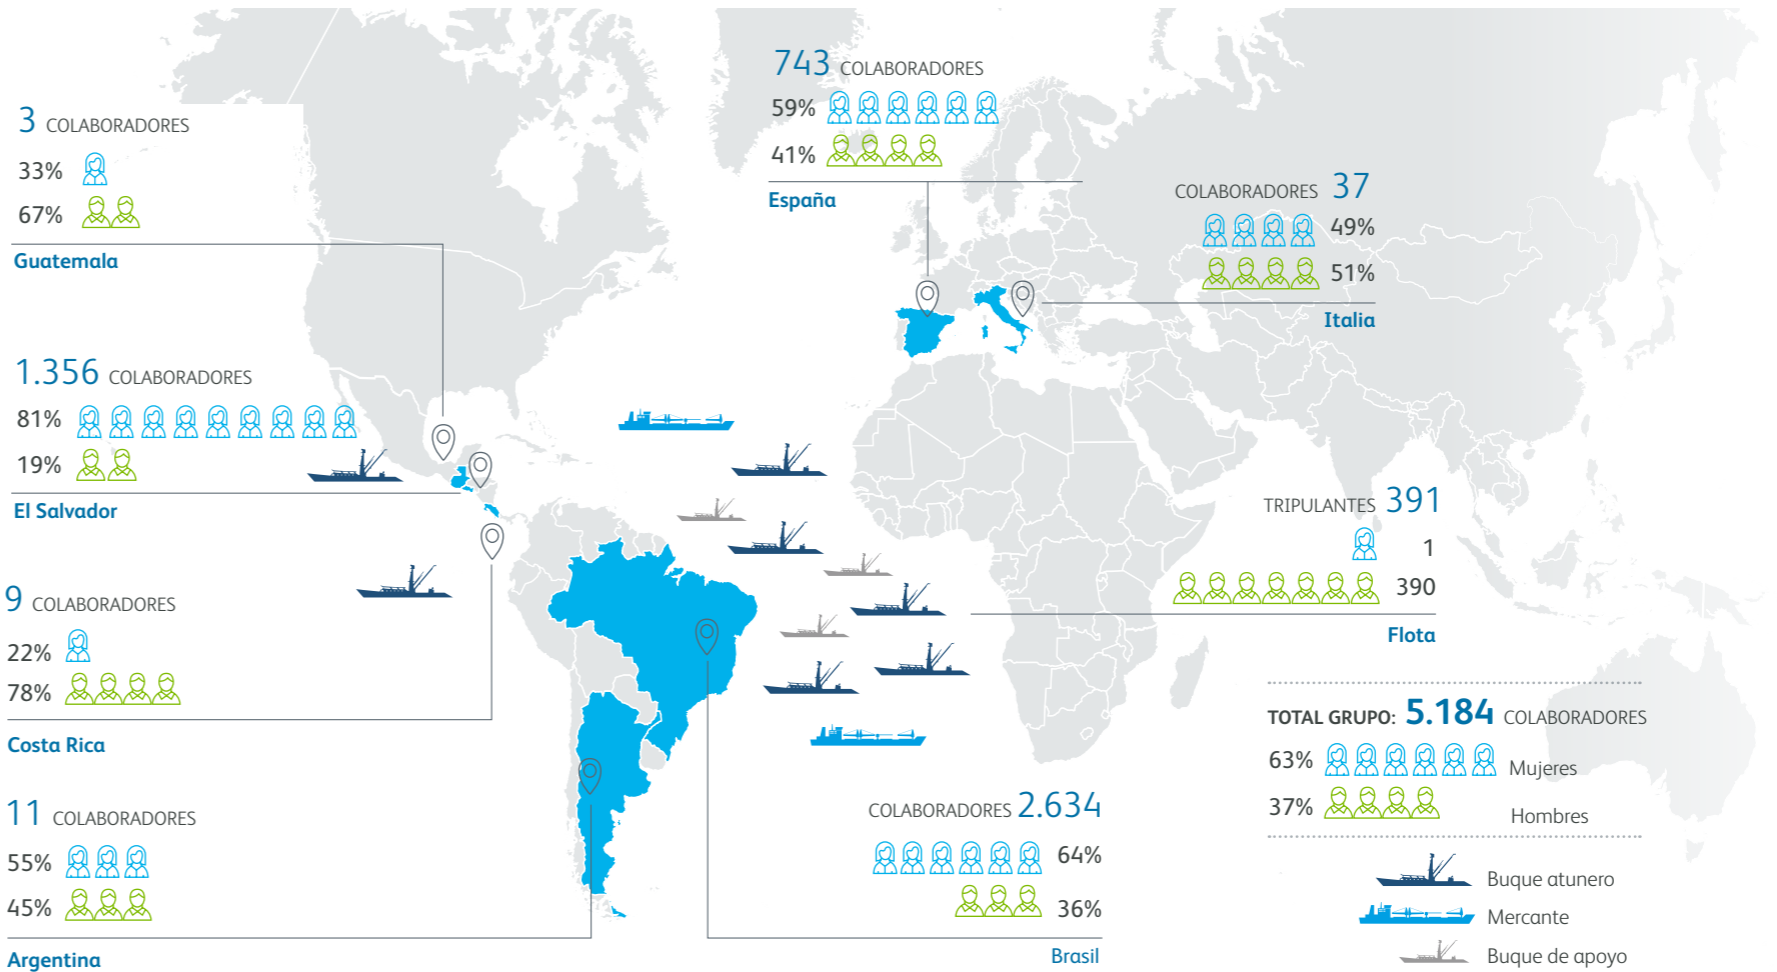 3 COLABORADORES
33%
67%
Guatemala
1.356 COLABORADORES
81%
19%
El Salvador
9 COLABORADORES
22%
78%
Costa Rica
11 COLABORADORES
55%
45%
Argentina
743 COLABORADORES
59%
41%
España
COLABORADORES 37
49%
51%
Italia
TRIPULANTES 391
1
390
Flota
COLABORADORES 2.634
64%
36%
Brasil
TOTAL GRUPO: 5.184 COLABORADORES
63% Mujeres
37% Hombres
Buque atunero
Mercante
Buque de apoyo